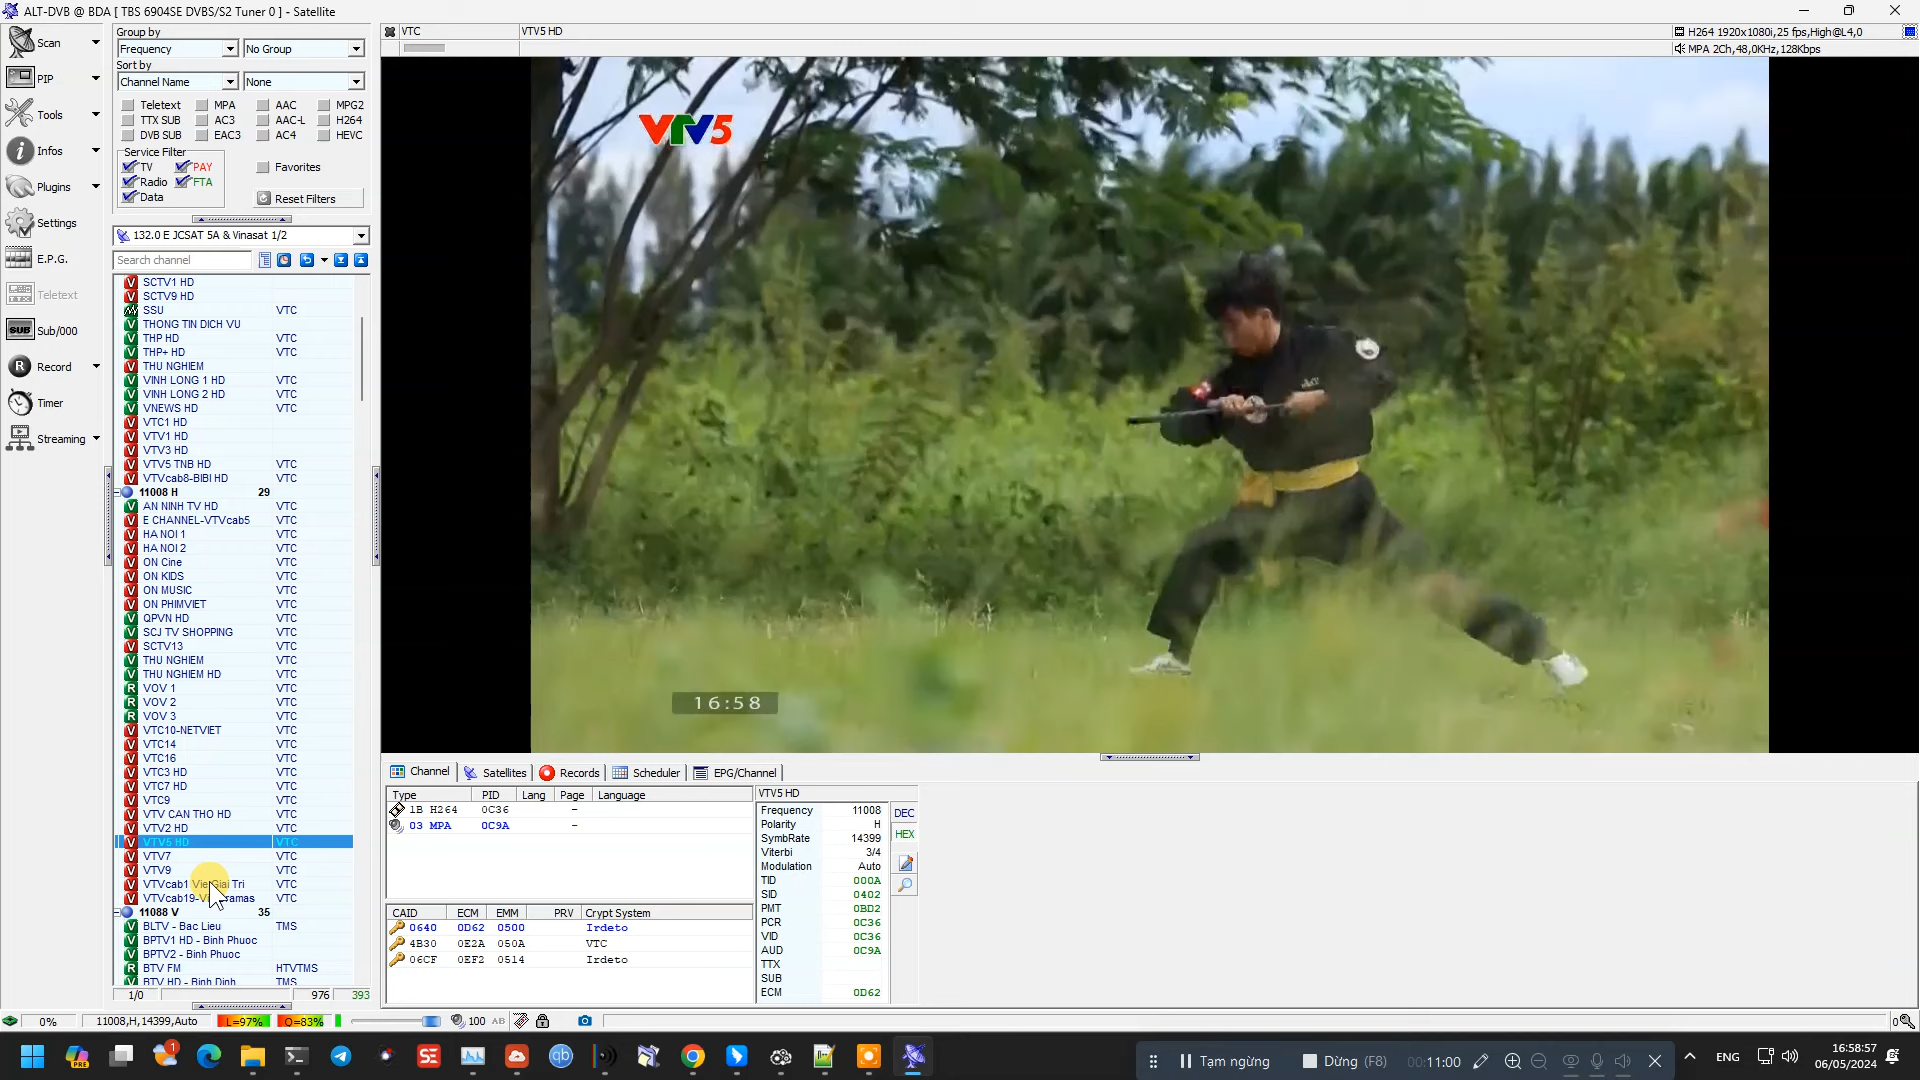 ALT-DVB @ BDA [ TBS 6904SE DVBS/S2 Tuner 0 ] - Satellite
Scan
PIP
Tools
Infos
Plugins
Settings
E.P.G.
Teletext
SUB Sub/000
R Record
Timer
Streaming
Group by
Frequency No Group
Sort by
Channel Name None
Teletext MPA AAC MPG2
TTX SUB AC3 AAC-L H264
DVB SUB EAC3 AC4 HEVC
Service Filter
TV PAY Favorites
Radio FTA
Data Reset Filters
132.0 E JCSAT 5A & Vinasat 1/2
Search channel
V SCTV1 HD
V SCTV9 HD
SSU VTC
V THONG TIN DICH VU
V THP HD VTC
V THP+ HD VTC
V THU NGHIEM
V VINH LONG 1 HD VTC
V VINH LONG 2 HD VTC
V VNEWS HD VTC
V VTC1 HD
V VTV1 HD
V VTV3 HD
V VTV5 TNB HD VTC
V VTVcab8-BIBI HD VTC
11008 H 29
V AN NINH TV HD VTC
V E CHANNEL-VTVcab5 VTC
V HA NOI 1 VTC
V HA NOI 2 VTC
V ON Cine VTC
V ON KIDS VTC
V ON MUSIC VTC
V ON PHIMVIET VTC
V QPVN HD VTC
V SCJ TV SHOPPING VTC
V SCTV13 VTC
V THU NGHIEM VTC
V THU NGHIEM HD VTC
R VOV 1 VTC
R VOV 2 VTC
R VOV 3 VTC
V VTC10-NETVIET VTC
V VTC14 VTC
V VTC16 VTC
V VTC3 HD VTC
V VTC7 HD VTC
V VTC9 VTC
V VTV CAN THO HD VTC
V VTV2 HD VTC
V VTV5 HD VTC
V VTV7 VTC
V VTV9 VTC
V VTVcab1 Giai Tri VTC
V VTVcab19- VTC
11088 V 35
V BLTV - Bac Lieu TMS
V BPTV1 HD - Binh Phuoc
V BPTV2 - Binh Phuoc
R BTV FM HTVTMS
V BTV HD - Binh Dinh TMS
1/0 976 393
VTC VTV5 HD
H264 1920x1080i,25 fps,High@L4,0
MPA 2Ch,48,0KHz,128Kbps
VTV5
16:58
Channel Satellites Records Scheduler EPG/Channel
Type PID Lang Page Language
1B H264 0C36 -
03 MPA 0C9A -
CAID ECM EMM PRV Crypt System
0640 0D62 0500 Irdeto
4B30 0E2A 050A VTC
06CF 0EF2 0514 Irdeto
VTV5 HD
Frequency 11008
Polarity H
SymbRate 14399
Viterbi 3/4
Modulation Auto
TID 000A
SID 0402
PMT 0BD2
PCR 0C36
VID 0C36
AUD 0C9A
TTX
SUB
ECM 0D62
DEC
HEX
0% 11008,H,14399,Auto L=97% Q=83% 100 AB 0
PRE 1 SE qb
Tạm ngừng Dừng (F8) 00:11:00
ENG
16:58:57
06/05/2024